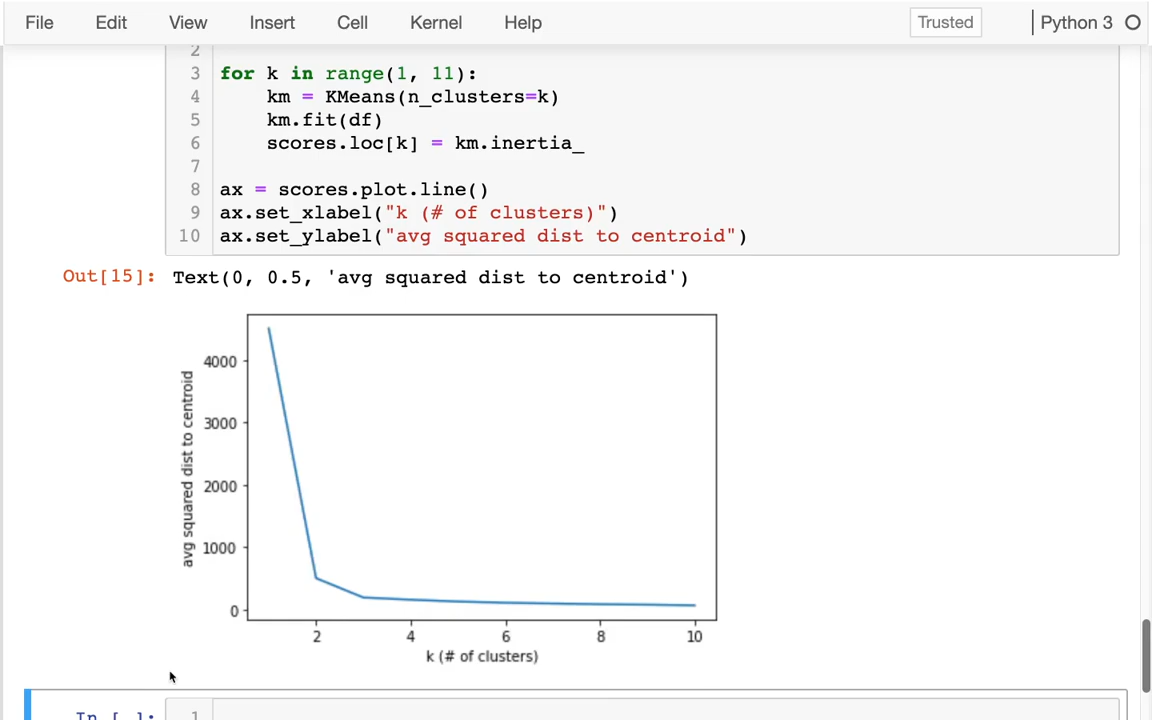 File Edit View Insert Cell Kernel Help Trusted Python 3
2
3 for k in range(1, 11):
4     km = KMeans(n_clusters=k)
5     km.fit(df)
6     scores.loc[k] = km.inertia_
7
8 ax = scores.plot.line()
9 ax.set_xlabel("k (# of clusters)")
10 ax.set_ylabel("avg squared dist to centroid")
Out[15]: Text(0, 0.5, 'avg squared dist to centroid')
avg squared dist to centroid
4000
3000
2000
1000
0
2 4 6 8 10
k (# of clusters)
In [ ]: 1